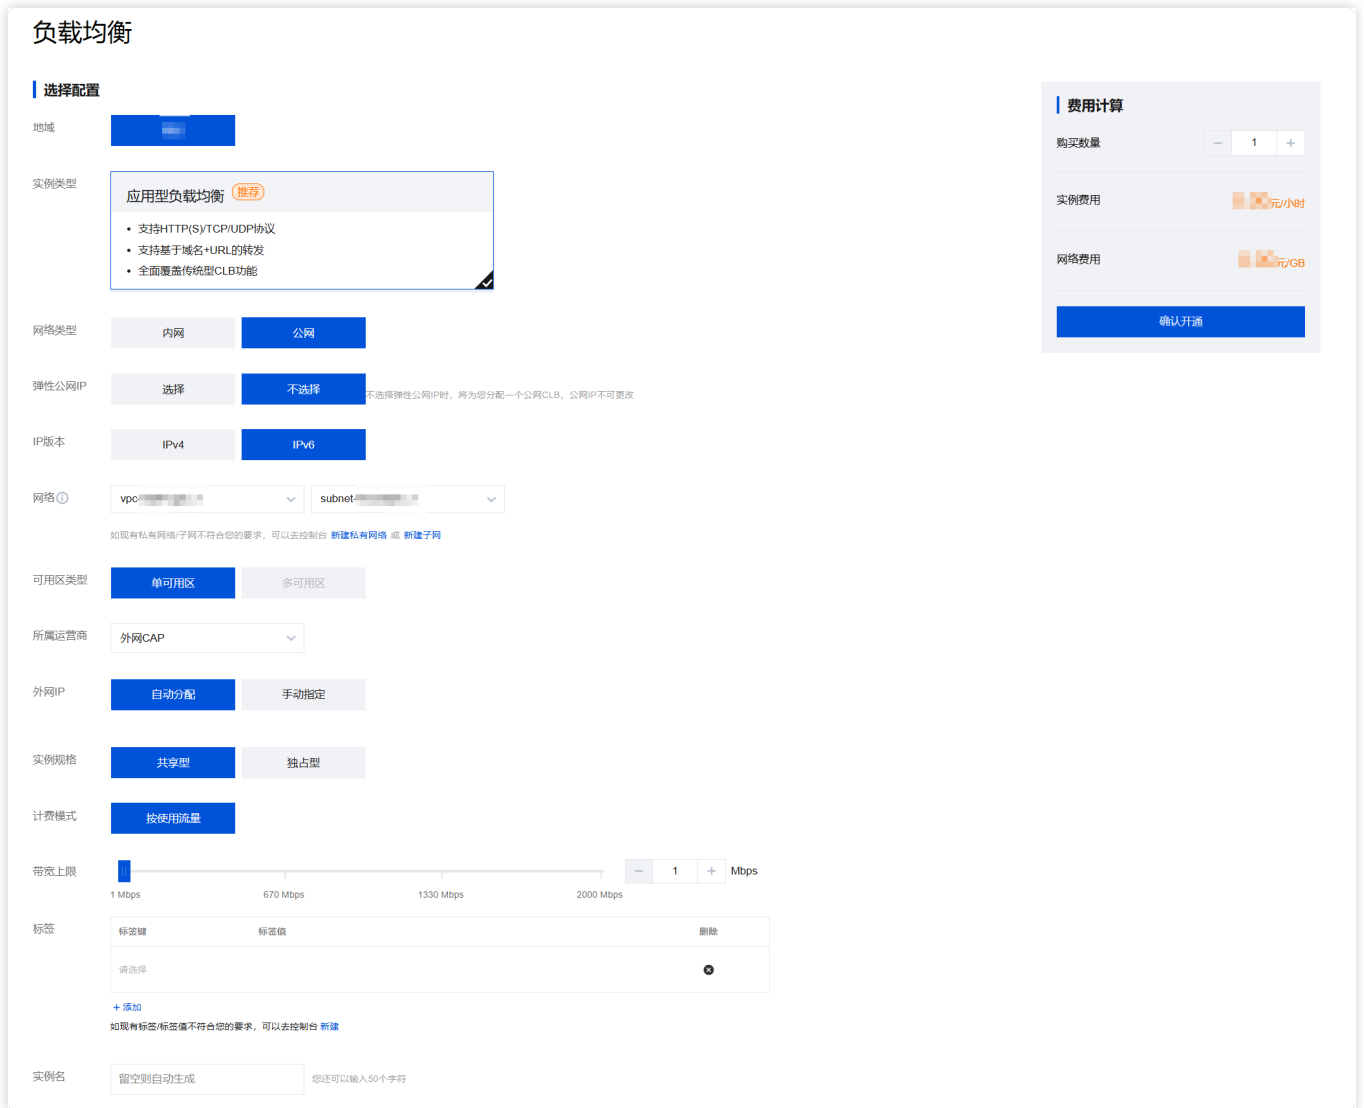 负载均衡
选择配置
地域
实例类型
应用型负载均衡 推荐
• 支持HTTP(S)/TCP/UDP协议
• 支持基于域名+URL的转发
• 全面覆盖传统型CLB功能
网络类型 内网 公网
弹性公网IP 选择 不选择 不选择弹性公网IP时，将为您分配一个公网CLB，公网IP不可更改
IP版本 IPv4 IPv6
网络 vpc- subnet-
如现有私有网络/子网不符合您的要求，可以去控制台 新建私有网络 或 新建子网
可用区类型 单可用区 多可用区
所属运营商 外网CAP
外网IP 自动分配 手动指定
实例规格 共享型 独占型
计费模式 按使用流量
带宽上限 − 1 + Mbps
1 Mbps 670 Mbps 1330 Mbps 2000 Mbps
标签 标签键 标签值 删除
请选择
+ 添加
如现有标签/标签值不符合您的要求，可以去控制台 新建
实例名 留空则自动生成 您还可以输入50个字符
费用计算
购买数量 − 1 +
实例费用 元/小时
网络费用 元/GB
确认开通